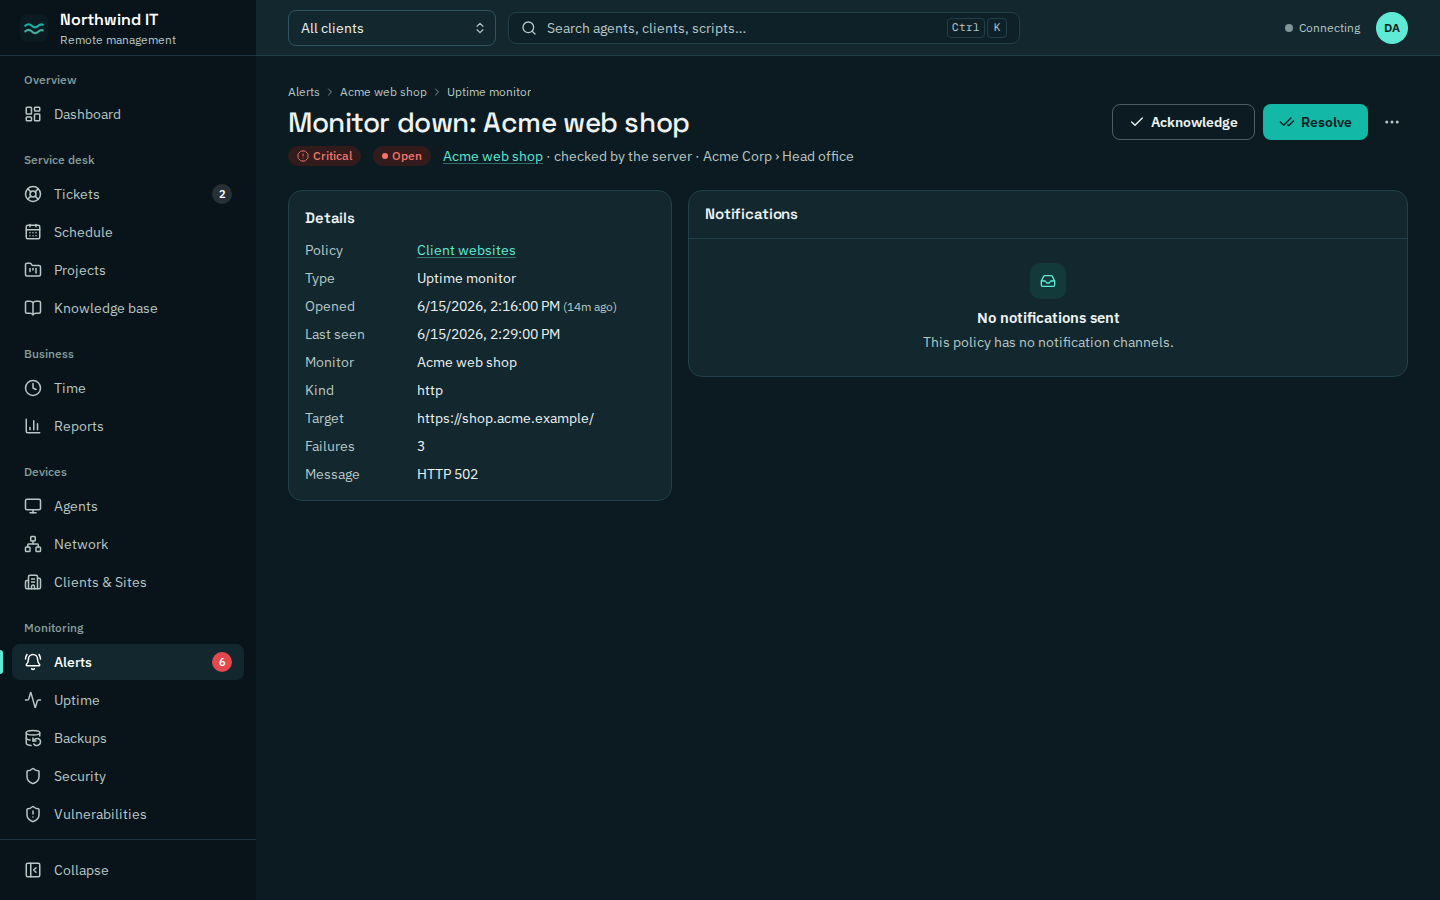 Northwind IT
Remote management
All clients
Search agents, clients, scripts...
Ctrl K
Connecting
DA
Overview
Dashboard
Service desk
Tickets 2
Schedule
Projects
Knowledge base
Business
Time
Reports
Devices
Agents
Network
Clients & Sites
Monitoring
Alerts 6
Uptime
Backups
Security
Vulnerabilities
Collapse
Alerts > Acme web shop > Uptime monitor
Monitor down: Acme web shop
Acknowledge
Resolve
Critical
Open
Acme web shop · checked by the server · Acme Corp › Head office
Details
Policy Client websites
Type Uptime monitor
Opened 6/15/2026, 2:16:00 PM (14m ago)
Last seen 6/15/2026, 2:29:00 PM
Monitor Acme web shop
Kind http
Target https://shop.acme.example/
Failures 3
Message HTTP 502
Notifications
No notifications sent
This policy has no notification channels.